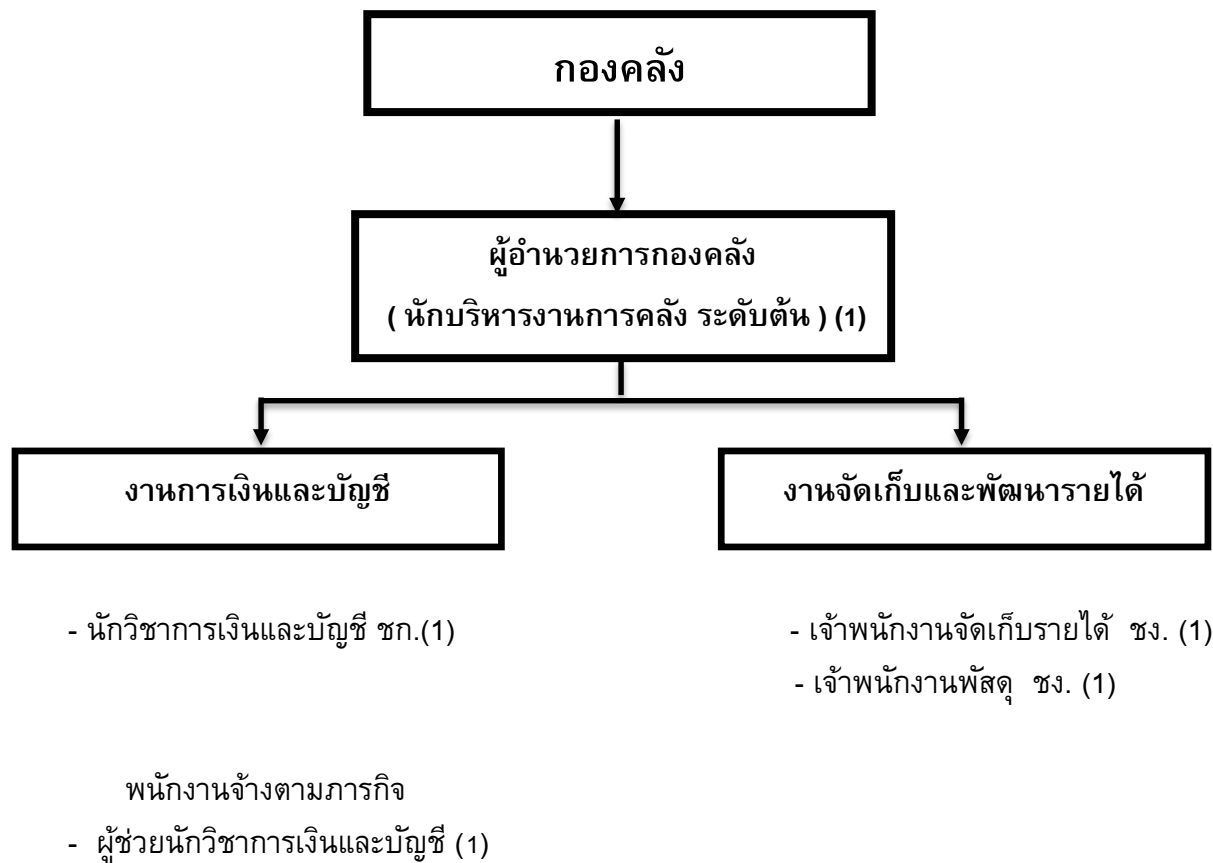 กองคลัง
ผู้อำนวยการกองคลัง
( นักบริหารงานการคลัง ระดับต้น ) (1)
งานการเงินและบัญชี
งานจัดเก็บและพัฒนารายได้
- นักวิชาการเงินและบัญชี ชก.(1)
- เจ้าพนักงานจัดเก็บรายได้ ชง. (1)
- เจ้าพนักงานพัสดุ ชง. (1)
พนักงานจ้างตามภารกิจ
- ผู้ช่วยนักวิชาการเงินและบัญชี (1)